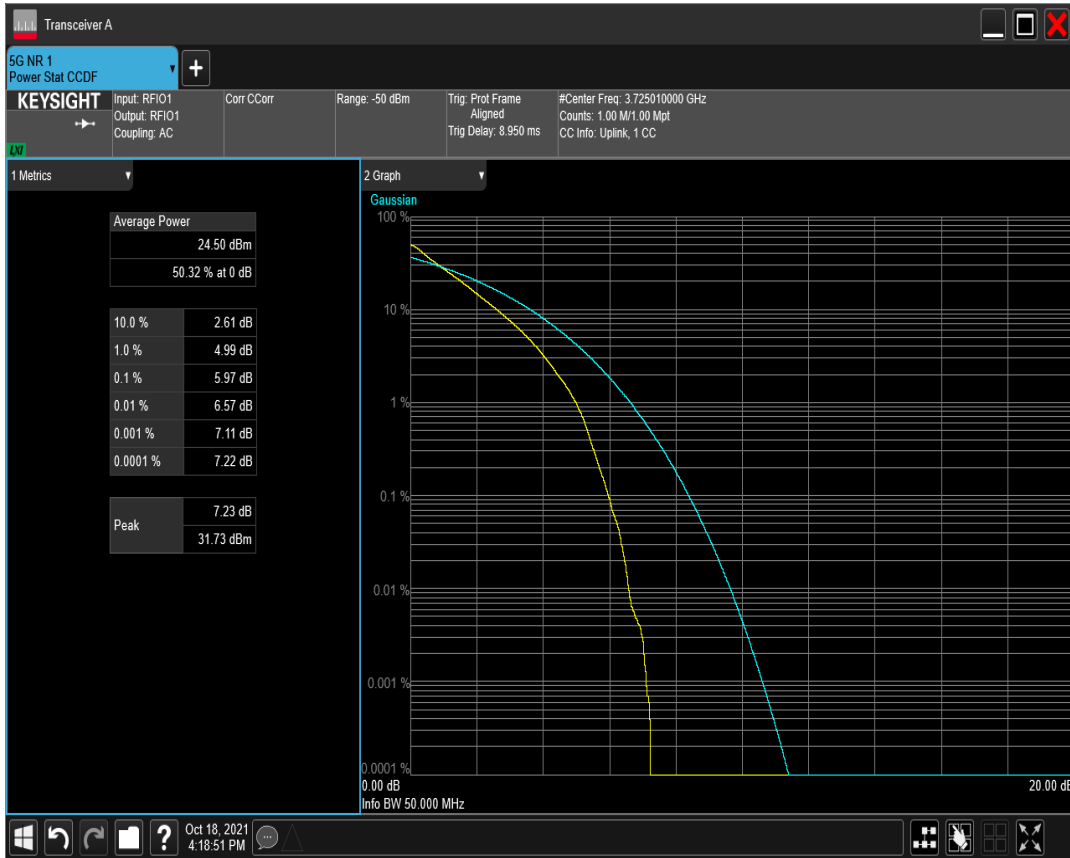 Transceiver A
5G NR 1
Power Stat CCDF
+
KEYSIGHT
LXI
Input: RFIO1
Output: RFIO1
Coupling: AC
Corr CCorr
Range: -50 dBm
Trig: Prot Frame
Aligned
Trig Delay: 8.950 ms
#Center Freq: 3.725010000 GHz
Counts: 1.00 M/1.00 Mpt
CC Info: Uplink, 1 CC
1 Metrics
Average Power
24.50 dBm
50.32 % at 0 dB
10.0 % 2.61 dB
1.0 % 4.99 dB
0.1 % 5.97 dB
0.01 % 6.57 dB
0.001 % 7.11 dB
0.0001 % 7.22 dB
Peak 7.23 dB
31.73 dBm
2 Graph
Gaussian
100 %
10 %
1 %
0.1 %
0.01 %
0.001 %
0.0001 %
0.00 dB 20.00 dB
Info BW 50.000 MHz
? Oct 18, 2021
4:18:51 PM